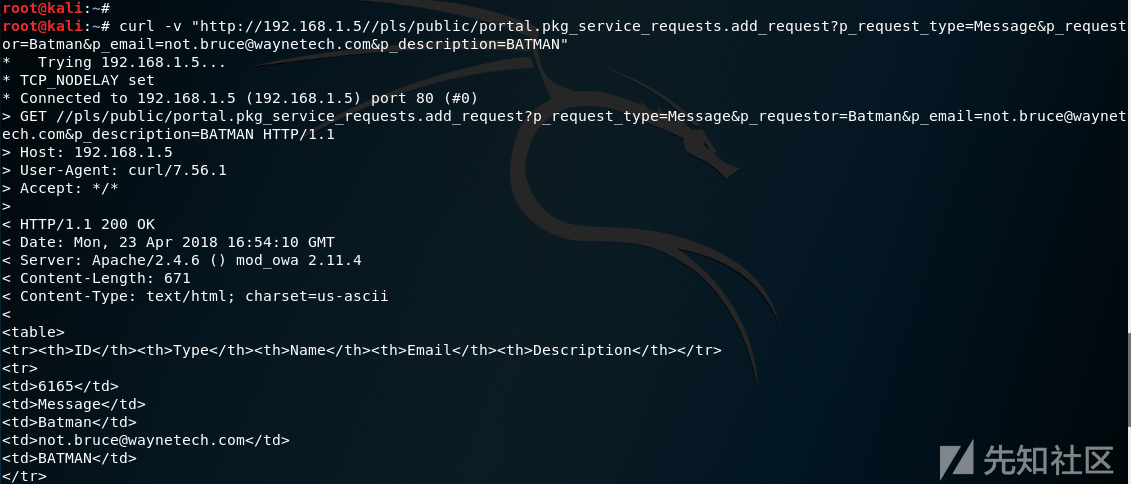 root@kali:~#
root@kali:~# curl -v "http://192.168.1.5//pls/public/portal.pkg_service_requests.add_request?p_request_type=Message&p_request
or=Batman&p_email=not.bruce@waynetech.com&p_description=BATMAN"
*   Trying 192.168.1.5...
* TCP_NODELAY set
* Connected to 192.168.1.5 (192.168.1.5) port 80 (#0)
> GET //pls/public/portal.pkg_service_requests.add_request?p_request_type=Message&p_requestor=Batman&p_email=not.bruce@waynet
ech.com&p_description=BATMAN HTTP/1.1
> Host: 192.168.1.5
> User-Agent: curl/7.56.1
> Accept: */*
>
< HTTP/1.1 200 OK
< Date: Mon, 23 Apr 2018 16:54:10 GMT
< Server: Apache/2.4.6 () mod_owa 2.11.4
< Content-Length: 671
< Content-Type: text/html; charset=us-ascii
<
<table>
<tr><th>ID</th><th>Type</th><th>Name</th><th>Email</th><th>Description</th></tr>
<tr>
<td>6165</td>
<td>Message</td>
<td>Batman</td>
<td>not.bruce@waynetech.com</td>
<td>BATMAN</td>
</tr>
先知社区